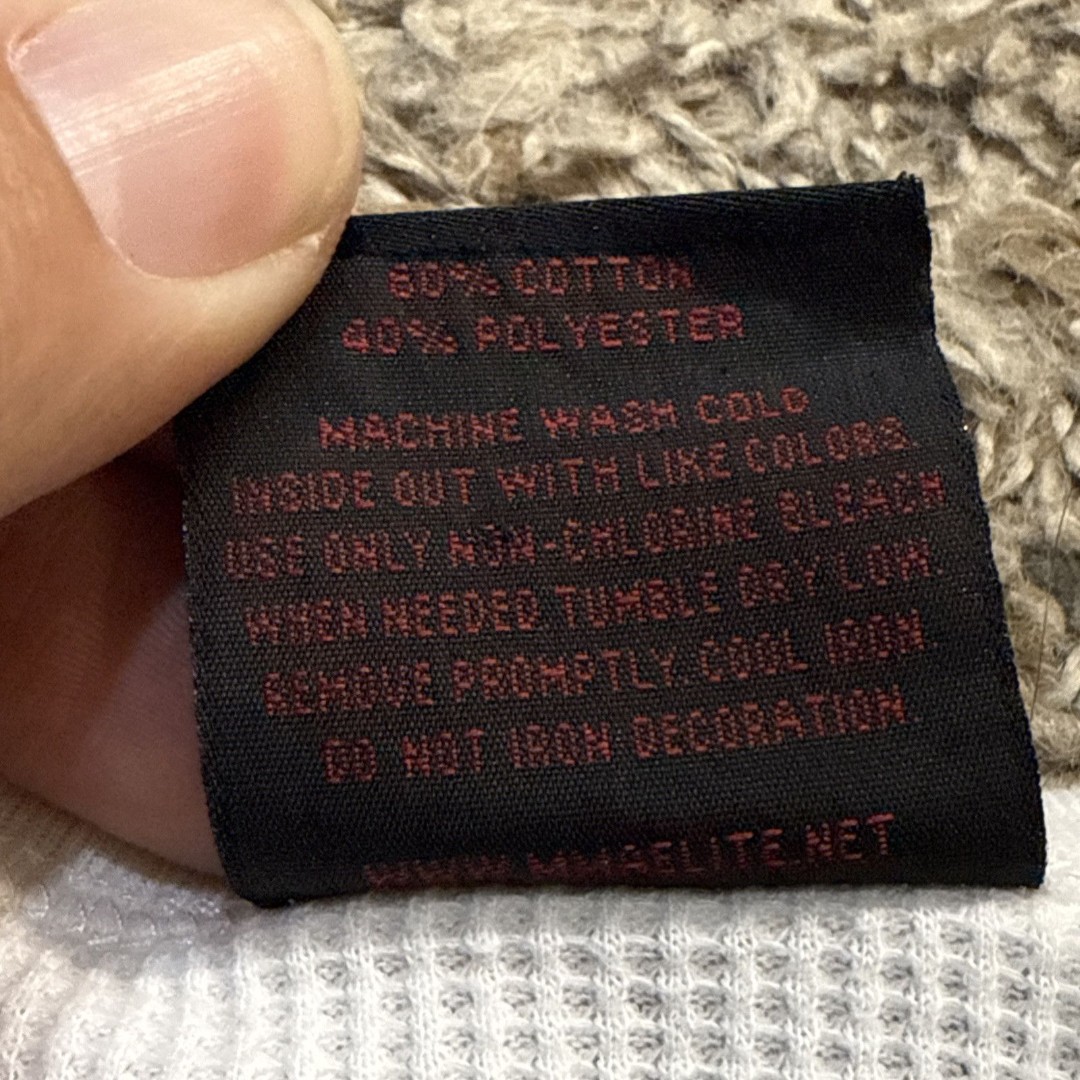 60% COTTON
40% POLYESTER
MACHINE WASH COLD
INSIDE OUT WITH LIKE COLORS.
USE ONLY NON-CHLORINE BLEACH
WHEN NEEDED TUMBLE DRY LOW.
REMOVE PROMPTLY. COOL IRON
DO NOT IRON DECORATION.
WWW.MMAELITE.NET